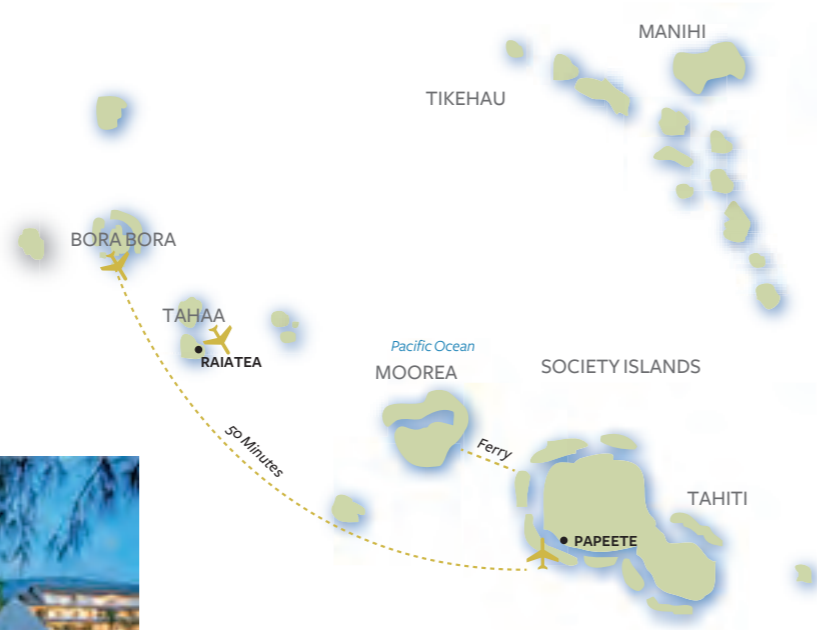 MANIHI
TIKEHAU
BORA BORA
TAHAA
RAIATEA
Pacific Ocean
MOOREA
SOCIETY ISLANDS
50 Minutes
Ferry
TAHITI
PAPEETE